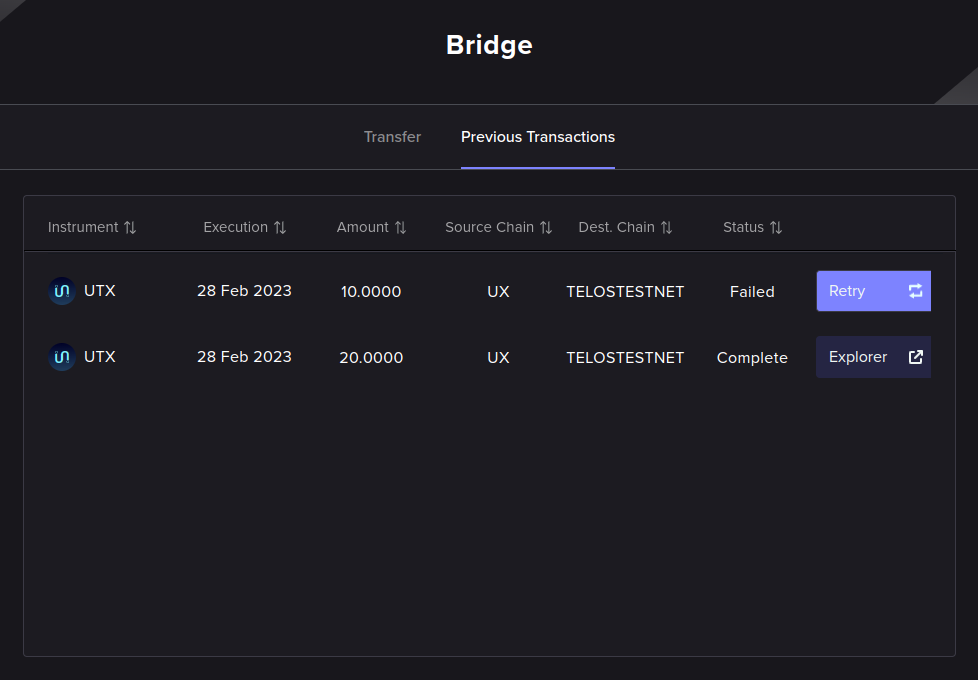 Bridge
Transfer Previous Transactions
Instrument Execution Amount Source Chain Dest. Chain Status
UTX 28 Feb 2023 10.0000 UX TELOSTESTNET Failed Retry
UTX 28 Feb 2023 20.0000 UX TELOSTESTNET Complete Explorer